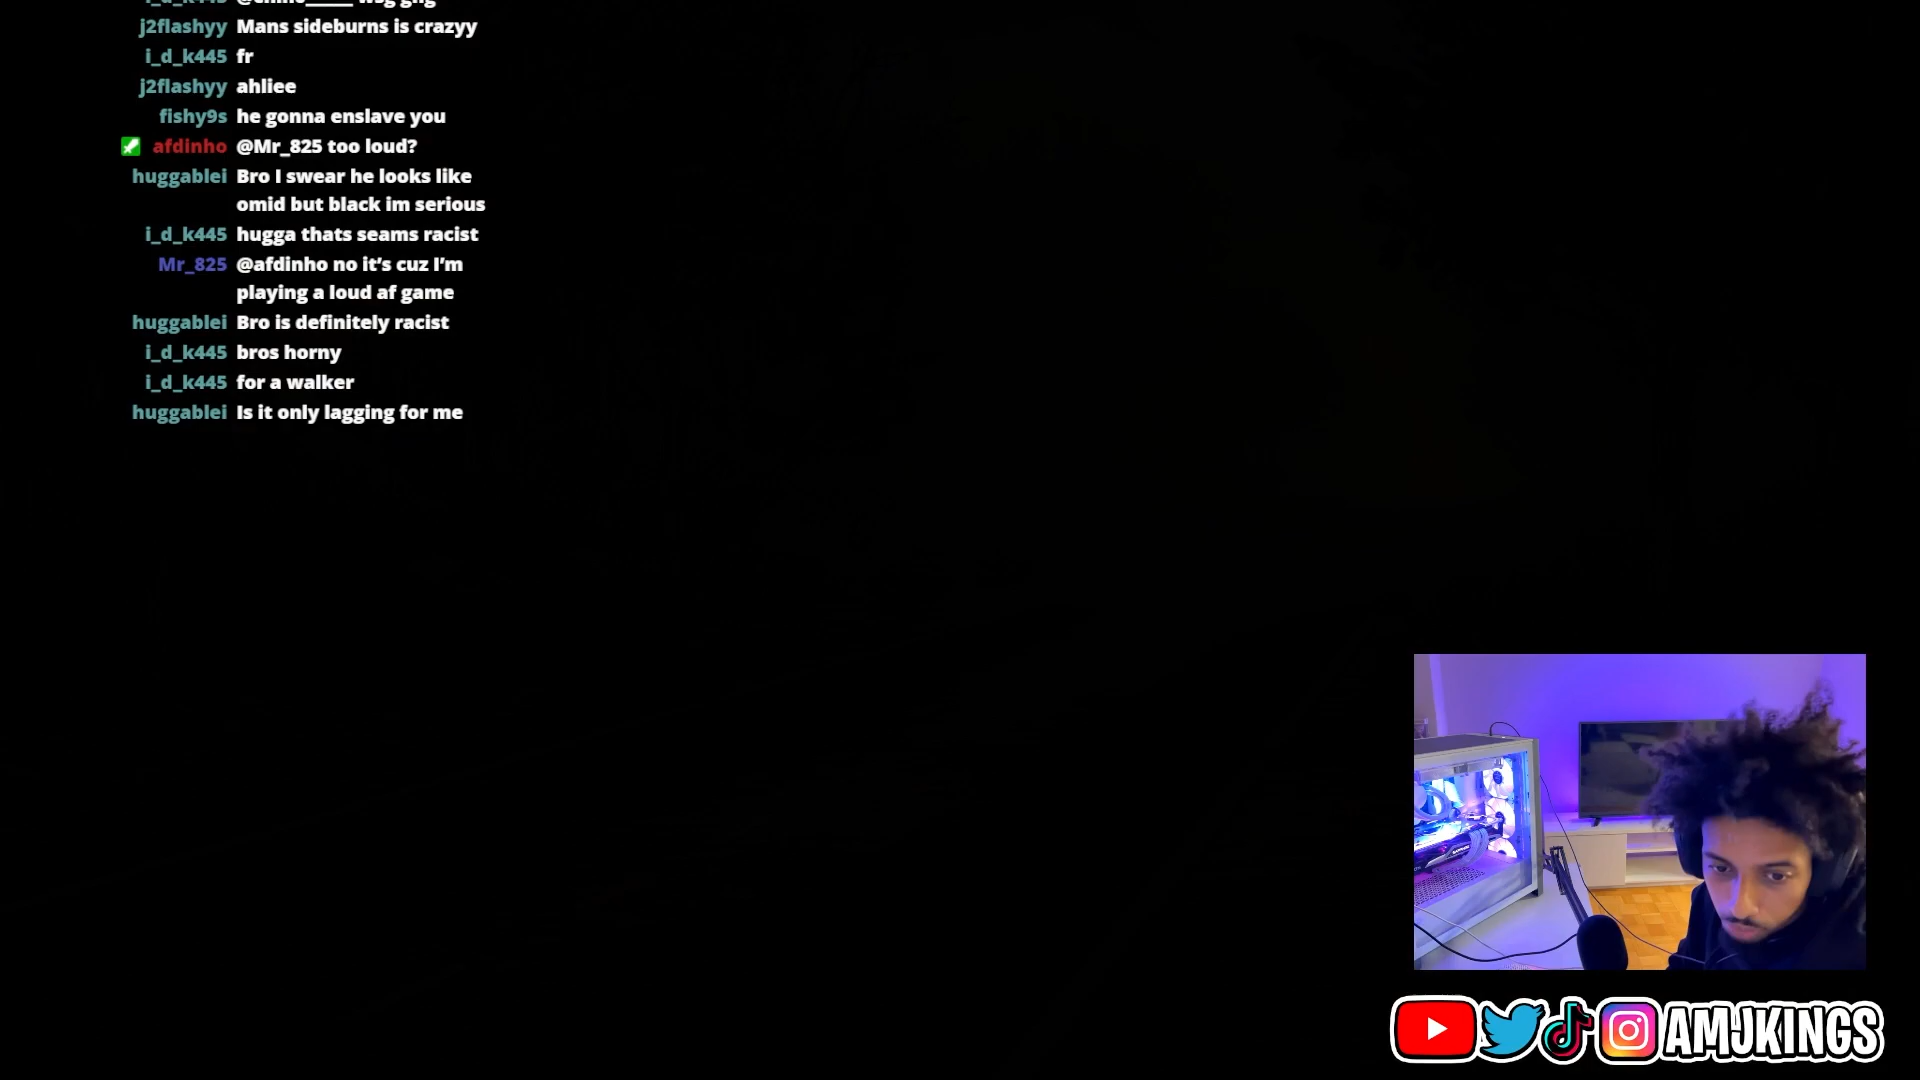 j2flashyy Mans sideburns is crazyy
i_d_k445 fr
j2flashyy ahliee
fishy9s he gonna enslave you
afdinho @Mr_825 too loud?
huggablei Bro I swear he looks like
omid but black im serious
i_d_k445 hugga thats seams racist
Mr_825 @afdinho no it’s cuz I’m
playing a loud af game
huggablei Bro is definitely racist
i_d_k445 bros horny
i_d_k445 for a walker
huggablei Is it only lagging for me
AMJKINGS